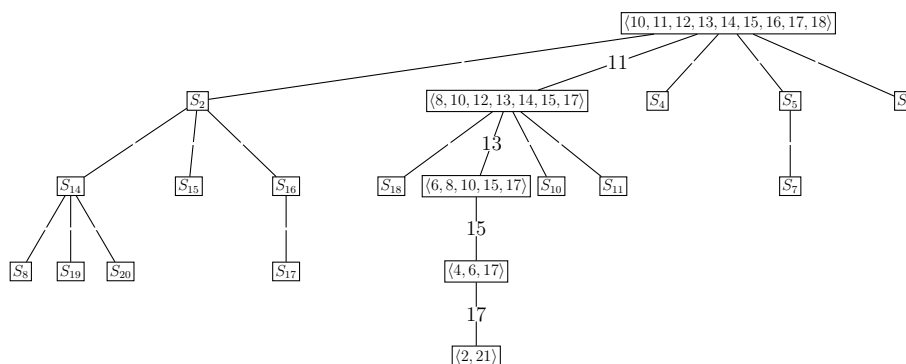 ⟨10, 11, 12, 13, 14, 15, 16, 17, 18⟩
11
S₂
⟨8, 10, 12, 13, 14, 15, 17⟩
S₄
S₅
S
13
S₁₄
S₁₅
S₁₆
S₁₈
⟨6, 8, 10, 15, 17⟩
S₁₀
S₁₁
S₇
15
S₈
S₁₉
S₂₀
S₁₇
⟨4, 6, 17⟩
17
⟨2, 21⟩